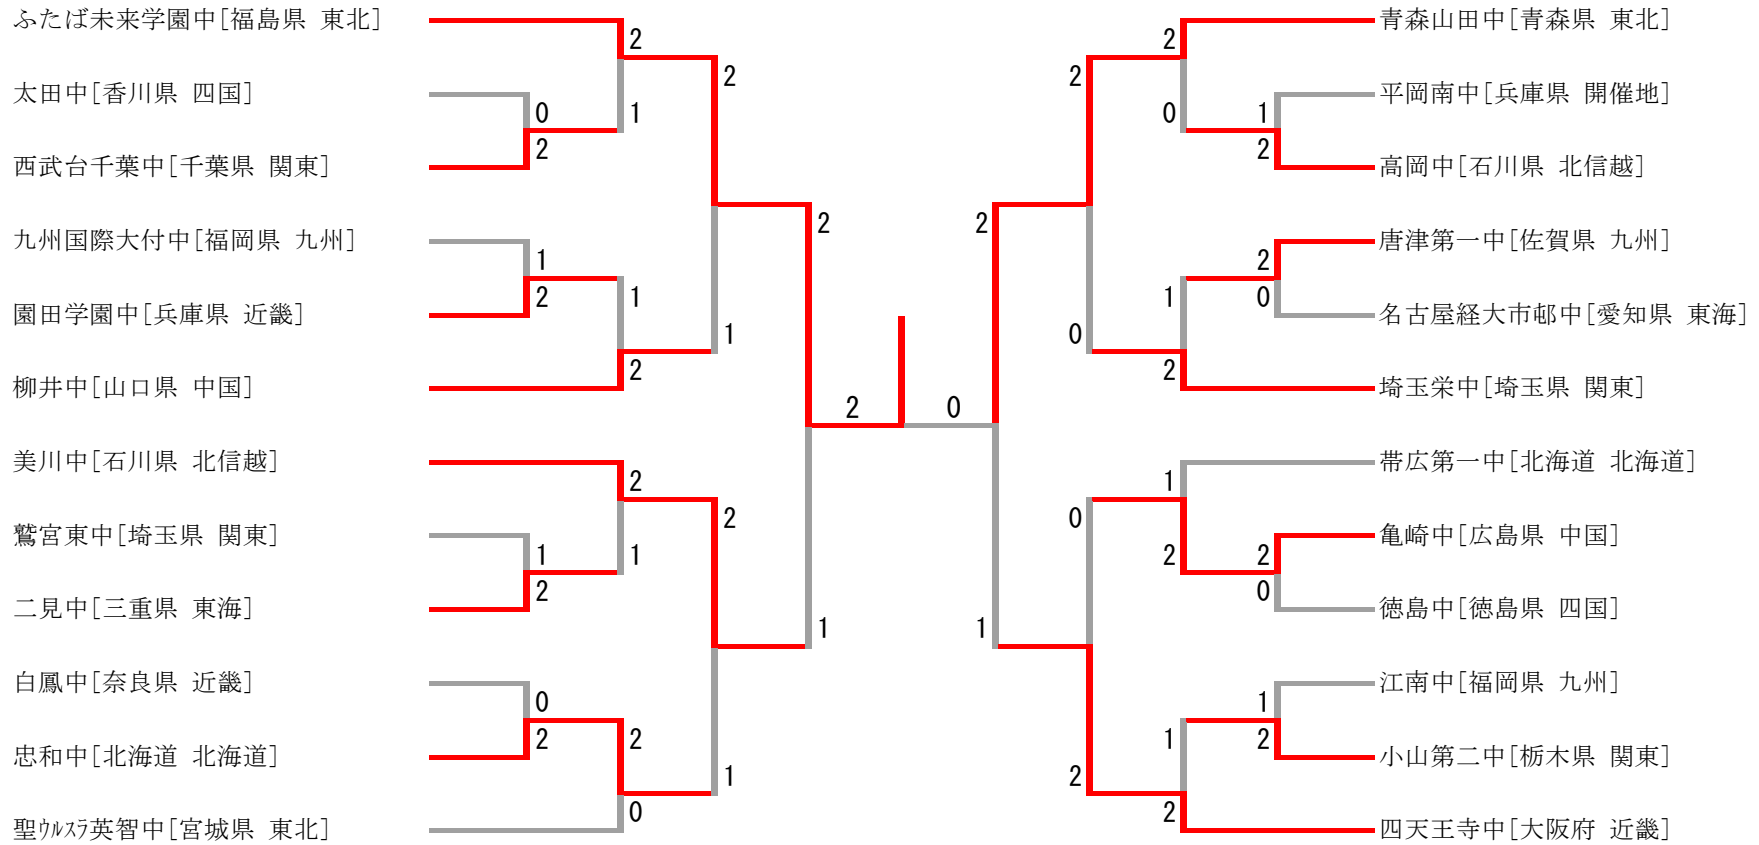 ふたば未来学園中[福島県 東北]
太田中[香川県 四国]
西武台千葉中[千葉県 関東]
九州国際大付中[福岡県 九州]
園田学園中[兵庫県 近畿]
柳井中[山口県 中国]
美川中[石川県 北信越]
鷲宮東中[埼玉県 関東]
二見中[三重県 東海]
白鳳中[奈良県 近畿]
忠和中[北海道 北海道]
聖ｳﾙｽﾗ英智中[宮城県 東北]
2
0
1
2
1
2
1
2
2
1
1
2
0
2
2
0
2
1
2
1
2
1
2
0
2
1
2
0
2
1
2
0
1
2
0
1
2
2
0
1
2
2
0
1
2
1
2
青森山田中[青森県 東北]
平岡南中[兵庫県 開催地]
高岡中[石川県 北信越]
唐津第一中[佐賀県 九州]
名古屋経大市邨中[愛知県 東海]
埼玉栄中[埼玉県 関東]
帯広第一中[北海道 北海道]
亀崎中[広島県 中国]
徳島中[徳島県 四国]
江南中[福岡県 九州]
小山第二中[栃木県 関東]
四天王寺中[大阪府 近畿]